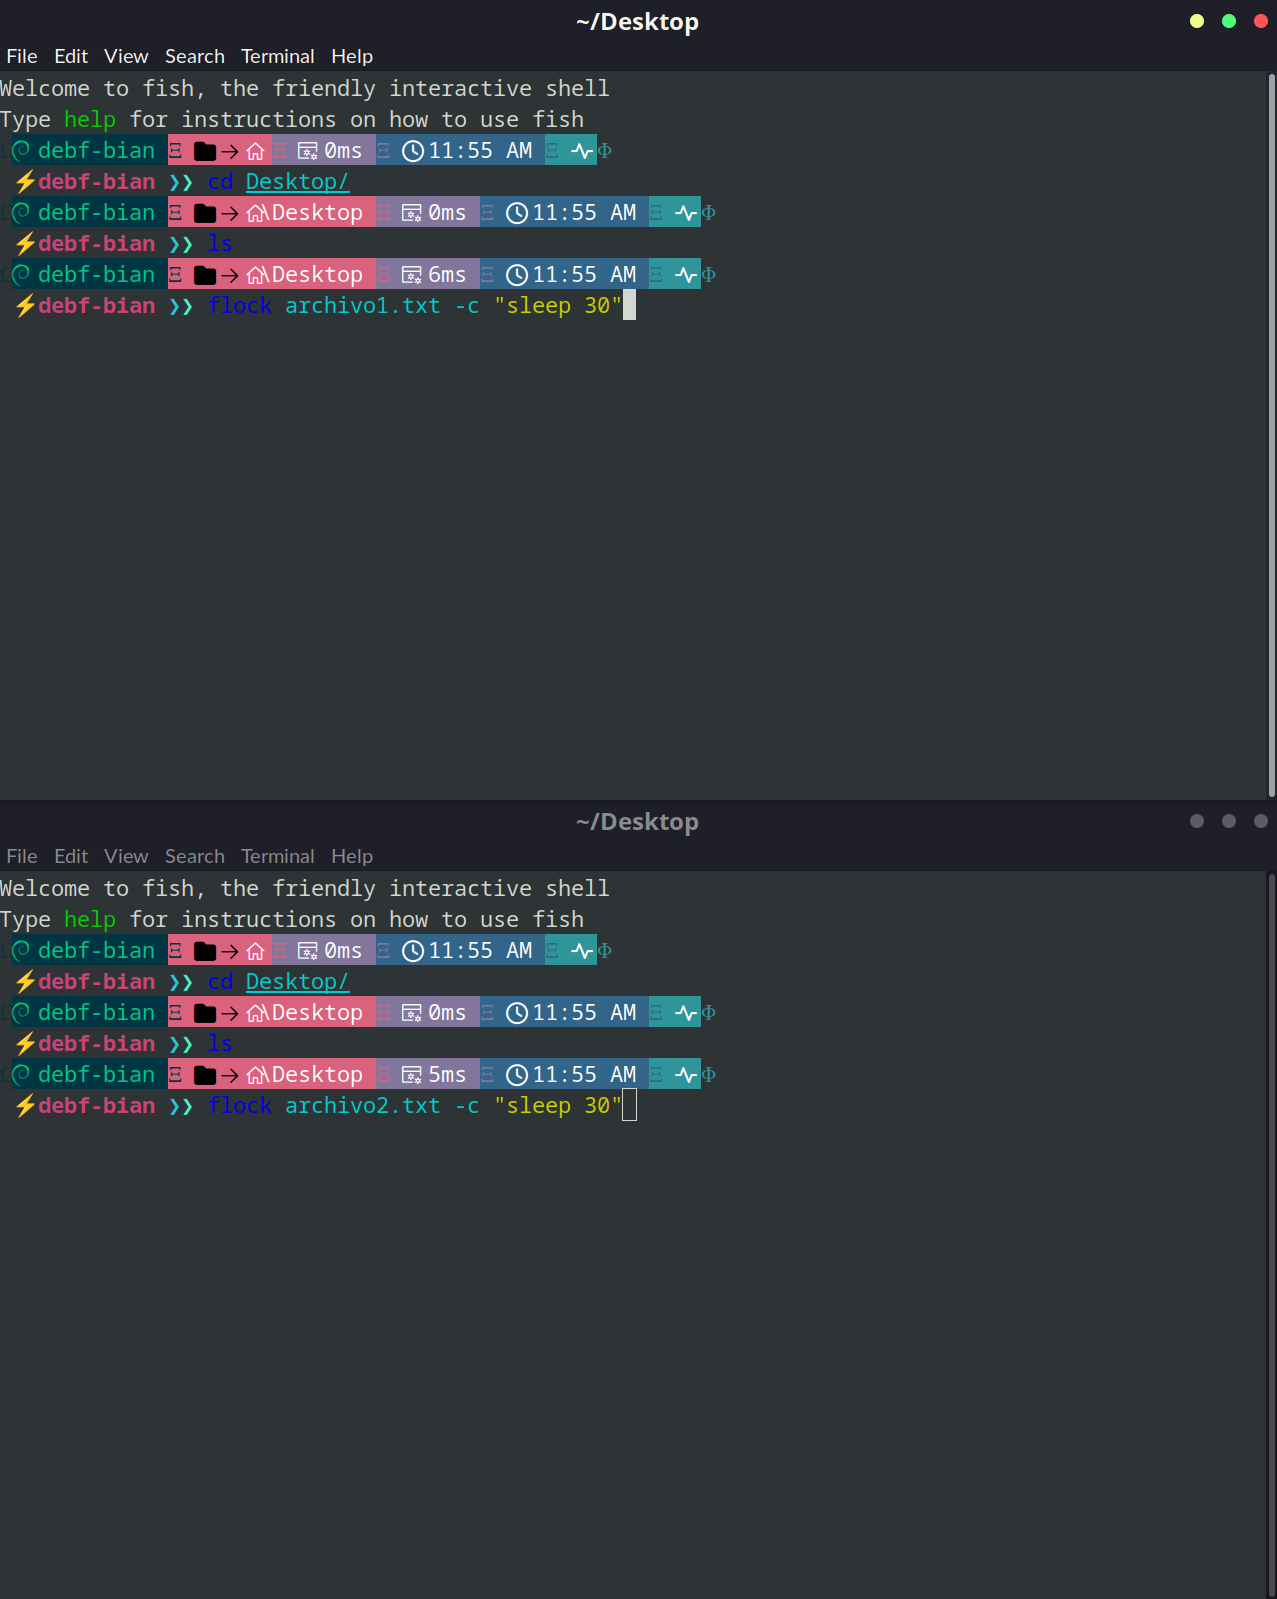 ~/Desktop
File Edit View Search Terminal Help
Welcome to fish, the friendly interactive shell
Type help for instructions on how to use fish
debf-bian Ξ → Ξ 0ms Ξ 11:55 AM Ξ Φ
⚡debf-bian ❯❯ cd Desktop/
debf-bian Ξ → \Desktop Ξ 0ms Ξ 11:55 AM Ξ Φ
⚡debf-bian ❯❯ ls
debf-bian Ξ → \Desktop Ξ 6ms Ξ 11:55 AM Ξ Φ
⚡debf-bian ❯❯ flock archivo1.txt -c "sleep 30"
~/Desktop
File Edit View Search Terminal Help
Welcome to fish, the friendly interactive shell
Type help for instructions on how to use fish
debf-bian Ξ → Ξ 0ms Ξ 11:55 AM Ξ Φ
⚡debf-bian ❯❯ cd Desktop/
debf-bian Ξ → \Desktop Ξ 0ms Ξ 11:55 AM Ξ Φ
⚡debf-bian ❯❯ ls
debf-bian Ξ → \Desktop Ξ 5ms Ξ 11:55 AM Ξ Φ
⚡debf-bian ❯❯ flock archivo2.txt -c "sleep 30"